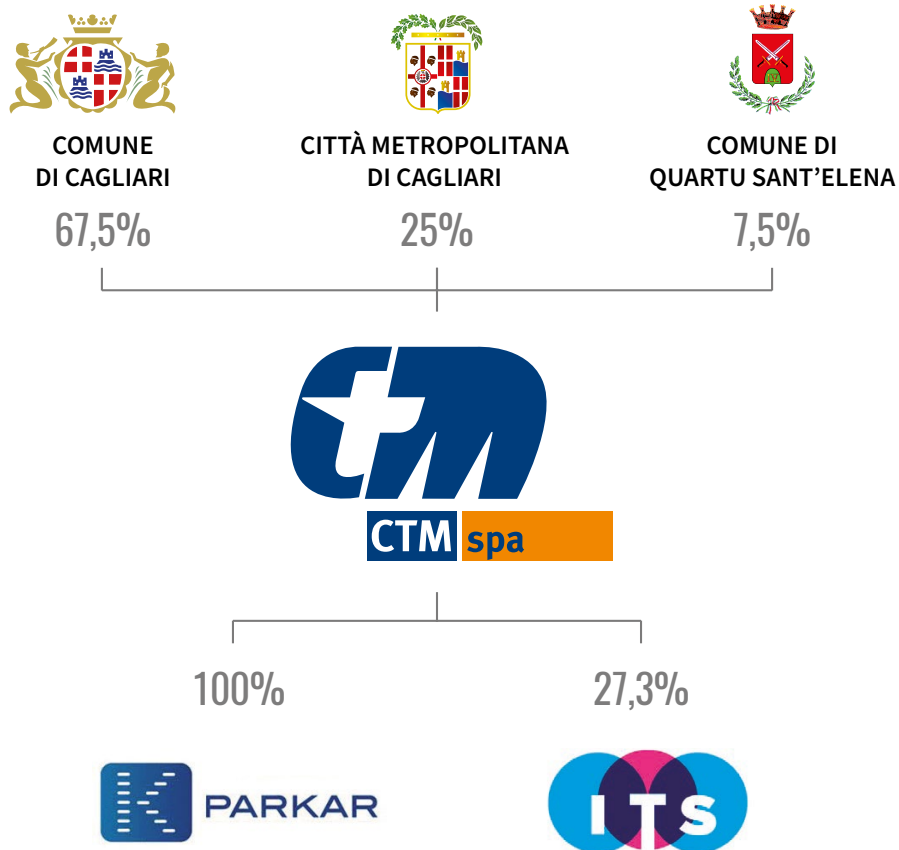 COMUNE
DI CAGLIARI
67,5%
CITTÀ METROPOLITANA
DI CAGLIARI
25%
COMUNE DI
QUARTU SANT’ELENA
7,5%
tm
CTM spa
100%
27,3%
K PARKAR
ITS